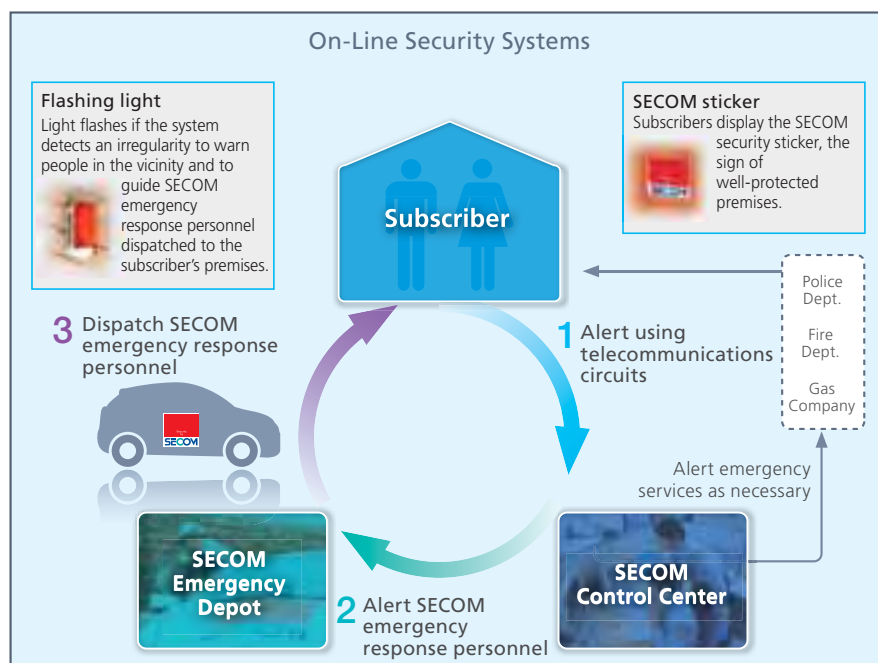 On-Line Security Systems
Flashing light
Light flashes if the system
detects an irregularity to warn
people in the vicinity and to
guide SECOM
emergency
response personnel
dispatched to the
subscriber's premises.
SECOM sticker
Subscribers display the SECOM
security sticker, the
sign of
well-protected
premises.
Subscriber
Police
Dept.
Fire
Dept.
Gas
Company
1 Alert using
telecommunications
circuits
3 Dispatch SECOM
emergency response
personnel
SECOM
Alert emergency
services as necessary
SECOM
Emergency
Depot
SECOM
Control Center
2 Alert SECOM
emergency
response personnel